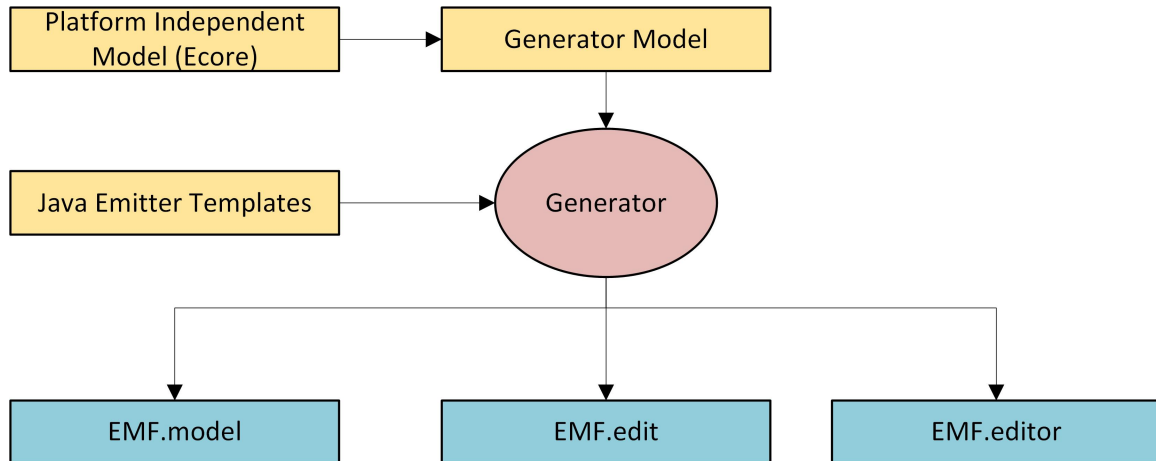 Platform Independent
Model (Ecore)
Generator Model
Java Emitter Templates
Generator
EMF.model
EMF.edit
EMF.editor